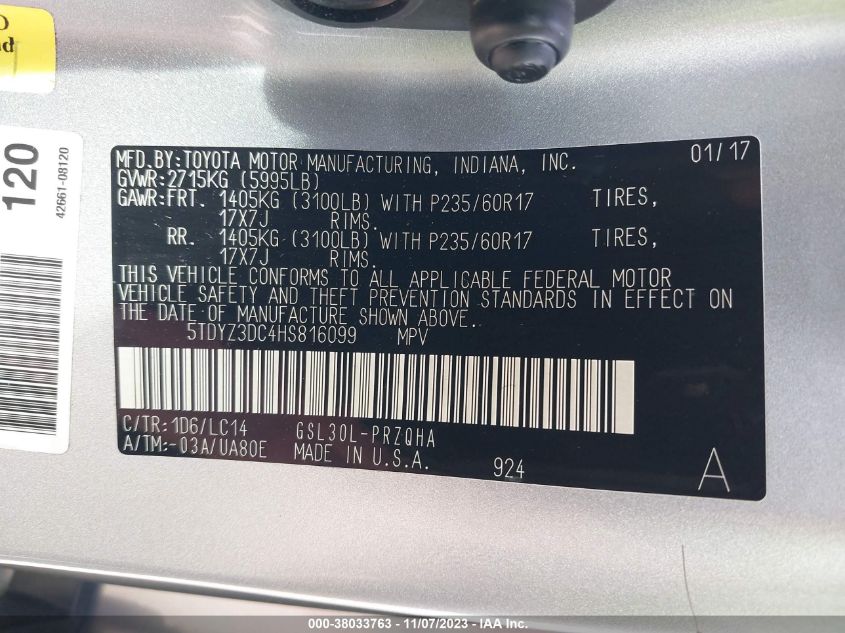 120
42661-08120
MFD.BY:TOYOTA MOTOR MANUFACTURING, INDIANA, INC. 01/17
GVWR:2715KG (5995LB)
GAWR:FRT. 1405KG (3100LB) WITH P235/60R17 TIRES,
17X7J RIMS.
RR. 1405KG (3100LB) WITH P235/60R17 TIRES,
17X7J RIMS.
THIS VEHICLE CONFORMS TO ALL APPLICABLE FEDERAL MOTOR
VEHICLE SAFETY AND THEFT PREVENTION STANDARDS IN EFFECT ON
THE DATE OF MANUFACTURE SHOWN ABOVE.
5TDYZ3DC4HS816099 MPV
C/TR:1D6/LC14 GSL30L-PRZQHA
A/TM:-03A/UA80E MADE IN U.S.A. 924 A
000-38033763 - 11/07/2023 - IAA Inc.